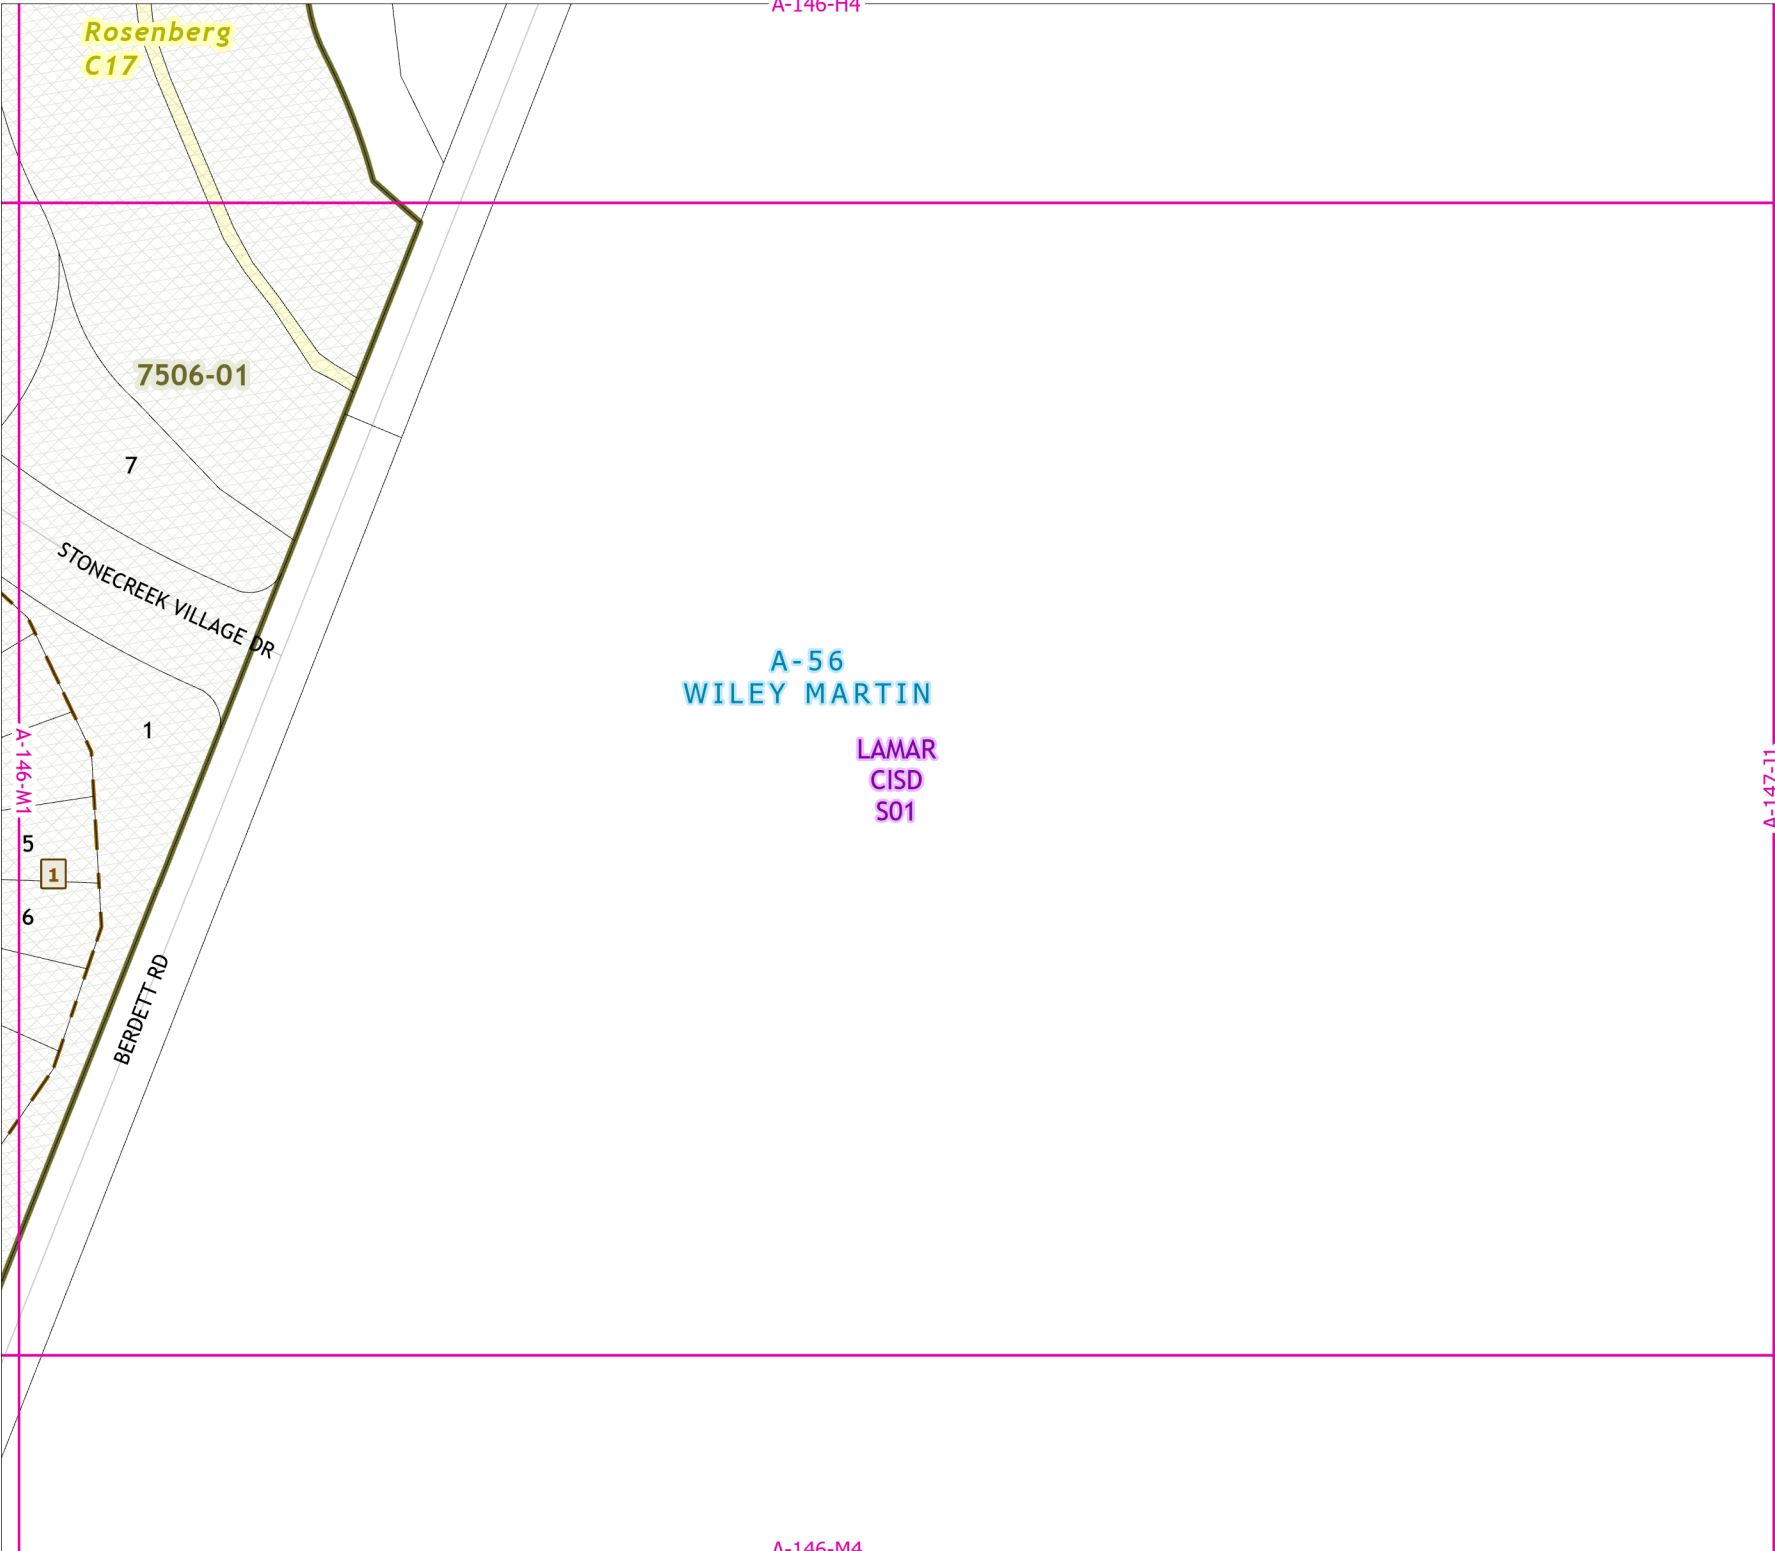 A-146-H4
Rosenberg
C17
7506-01
7
STONECREEK VILLAGE DR
A-56
WILEY MARTIN
LAMAR
CISD
S01
1
A-146-M1
A-147-J1
5
1
6
BERDETT RD
A-146-M4